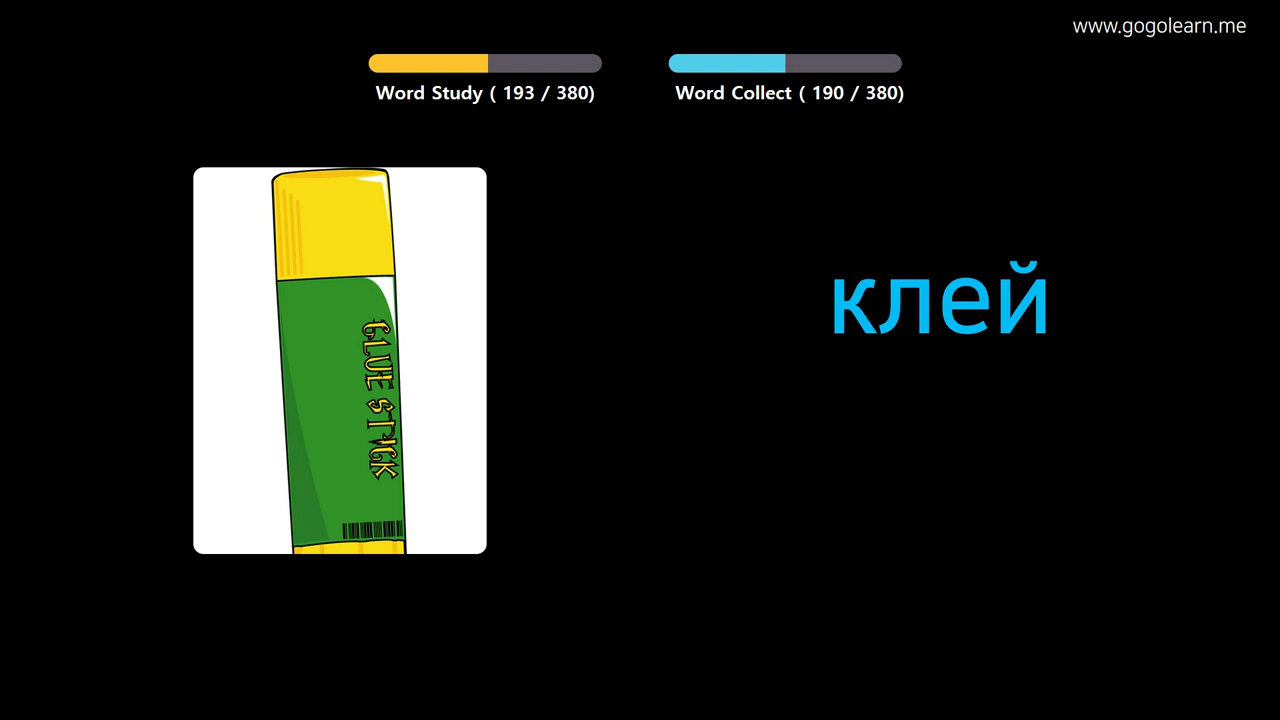 www.gogolearn.me
Word Study ( 193 / 380)
Word Collect ( 190 / 380)
GLUE STICK
клей